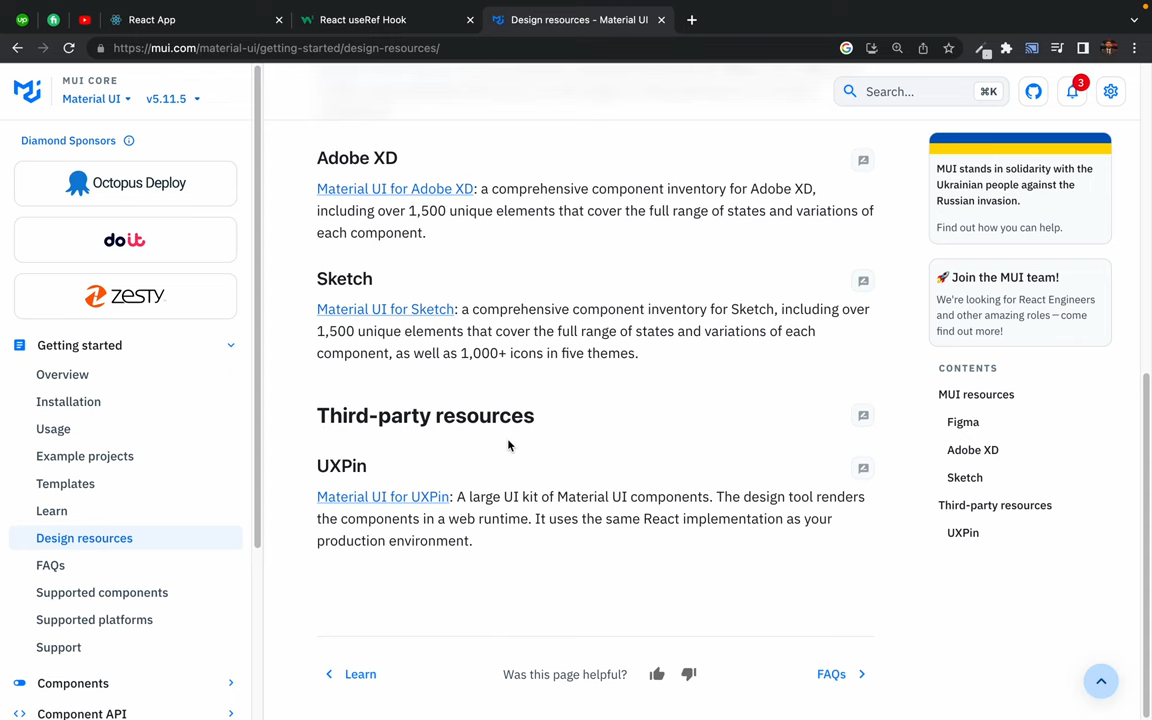 up
fi
React App
React useRef Hook
Design resources - Material UI
https://mui.com/material-ui/getting-started/design-resources/
MUI CORE
Material UI
v5.11.5
Search...
⌘K
3
Diamond Sponsors
Octopus Deploy
doit
ZESTY
Getting started
Overview
Installation
Usage
Example projects
Templates
Learn
Design resources
FAQs
Supported components
Supported platforms
Support
Components
Component API
Adobe XD
Material UI for Adobe XD: a comprehensive component inventory for Adobe XD,
including over 1,500 unique elements that cover the full range of states and variations of
each component.
Sketch
Material UI for Sketch: a comprehensive component inventory for Sketch, including over
1,500 unique elements that cover the full range of states and variations of each
component, as well as 1,000+ icons in five themes.
Third-party resources
UXPin
Material UI for UXPin: A large UI kit of Material UI components. The design tool renders
the components in a web runtime. It uses the same React implementation as your
production environment.
Learn
Was this page helpful?
FAQs
MUI stands in solidarity with the
Ukrainian people against the
Russian invasion.
Find out how you can help.
🚀 Join the MUI team!
We're looking for React Engineers
and other amazing roles—come
find out more!
CONTENTS
MUI resources
Figma
Adobe XD
Sketch
Third-party resources
UXPin